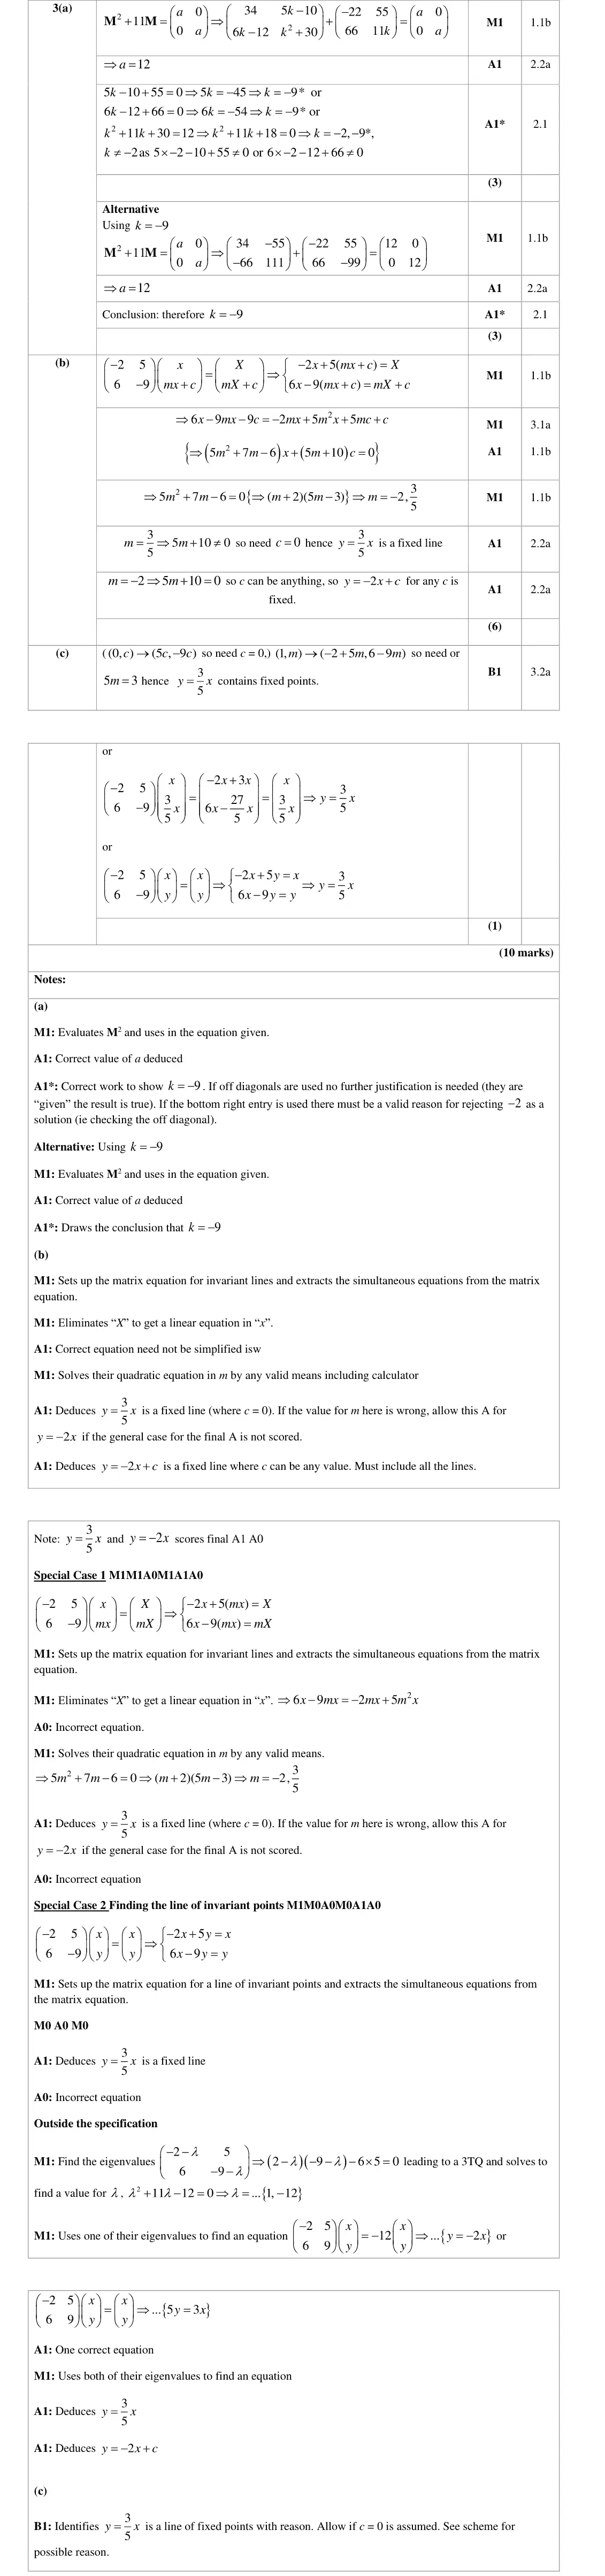 3(a) M² + 11M = (a 0; 0 a) ⇒ (34 5k−10; 6k−12 k²+30) + (−22 55; 66 11k) = (a 0; 0 a) M1 1.1b
⇒ a = 12 A1 2.2a
5k −10 + 55 = 0 ⇒ 5k = −45 ⇒ k = −9* or
6k −12 + 66 = 0 ⇒ 6k = −54 ⇒ k = −9* or
k² +11k + 30 = 12 ⇒ k² +11k +18 = 0 ⇒ k = −2, −9*, A1* 2.1
k ≠ −2 as 5×−2−10+55 ≠ 0 or 6×−2−12+66 ≠ 0
(3)
Alternative
Using k = −9
M² + 11M = (a 0; 0 a) ⇒ (34 −55; −66 111) + (−22 55; 66 −99) = (12 0; 0 12) M1 1.1b
⇒ a = 12 A1 2.2a
Conclusion: therefore k = −9 A1* 2.1
(3)
(b) (−2 5; 6 −9)(x; mx+c) = (X; mX+c) ⇒ { −2x+5(mx+c) = X; 6x−9(mx+c) = mX+c M1 1.1b
⇒ 6x − 9mx − 9c = −2mx + 5m²x + 5mc + c M1 3.1a
{⇒ (5m² + 7m − 6)x + (5m+10)c = 0} A1 1.1b
⇒ 5m² + 7m − 6 = 0 {⇒ (m+2)(5m−3)} ⇒ m = −2, 3/5 M1 1.1b
m = 3/5 ⇒ 5m+10 ≠ 0 so need c = 0 hence y = 3/5 x is a fixed line A1 2.2a
m = −2 ⇒ 5m+10 = 0 so c can be anything, so y = −2x + c for any c is A1 2.2a
fixed.
(6)
(c) ((0,c) → (5c,−9c) so need c = 0,) (1,m) → (−2+5m, 6−9m) so need or B1 3.2a
5m = 3 hence y = 3/5 x contains fixed points.
or
(−2 5; 6 −9)(x; 3/5 x) = (−2x+3x; 6x − 27/5 x) = (x; 3/5 x) ⇒ y = 3/5 x
or
(−2 5; 6 −9)(x; y) = (x; y) ⇒ { −2x+5y = x; 6x−9y = y ⇒ y = 3/5 x
(1)
(10 marks)
Notes:
(a)
M1: Evaluates M² and uses in the equation given.
A1: Correct value of a deduced
A1*: Correct work to show k = −9. If off diagonals are used no further justification is needed (they are
“given” the result is true). If the bottom right entry is used there must be a valid reason for rejecting −2 as a
solution (ie checking the off diagonal).
Alternative: Using k = −9
M1: Evaluates M² and uses in the equation given.
A1: Correct value of a deduced
A1*: Draws the conclusion that k = −9
(b)
M1: Sets up the matrix equation for invariant lines and extracts the simultaneous equations from the matrix
equation.
M1: Eliminates “X” to get a linear equation in “x”.
A1: Correct equation need not be simplified isw
M1: Solves their quadratic equation in m by any valid means including calculator
A1: Deduces y = 3/5 x is a fixed line (where c = 0). If the value for m here is wrong, allow this A for
y = −2x if the general case for the final A is not scored.
A1: Deduces y = −2x + c is a fixed line where c can be any value. Must include all the lines.
Note: y = 3/5 x and y = −2x scores final A1 A0
Special Case 1 M1M1A0M1A1A0
(−2 5; 6 −9)(x; mx) = (X; mX) ⇒ { −2x+5(mx) = X; 6x−9(mx) = mX
M1: Sets up the matrix equation for invariant lines and extracts the simultaneous equations from the matrix
equation.
M1: Eliminates “X” to get a linear equation in “x”. ⇒ 6x − 9mx = −2mx + 5m²x
A0: Incorrect equation.
M1: Solves their quadratic equation in m by any valid means.
⇒ 5m² + 7m − 6 = 0 ⇒ (m+2)(5m−3) ⇒ m = −2, 3/5
A1: Deduces y = 3/5 x is a fixed line (where c = 0). If the value for m here is wrong, allow this A for
y = −2x if the general case for the final A is not scored.
A0: Incorrect equation
Special Case 2 Finding the line of invariant points M1M0A0M0A1A0
(−2 5; 6 −9)(x; y) = (x; y) ⇒ { −2x+5y = x; 6x−9y = y
M1: Sets up the matrix equation for a line of invariant points and extracts the simultaneous equations from
the matrix equation.
M0 A0 M0
A1: Deduces y = 3/5 x is a fixed line
A0: Incorrect equation
Outside the specification
M1: Find the eigenvalues (−2−λ 5; 6 −9−λ) ⇒ (2−λ)(−9−λ) − 6×5 = 0 leading to a 3TQ and solves to
find a value for λ, λ² +11λ −12 = 0 ⇒ λ = ...{1, −12}
M1: Uses one of their eigenvalues to find an equation (−2 5; 6 9)(x; y) = −12(x; y) ⇒ ...{y = −2x} or
(−2 5; 6 9)(x; y) = (x; y) ⇒ ...{5y = 3x}
A1: One correct equation
M1: Uses both of their eigenvalues to find an equation
A1: Deduces y = 3/5 x
A1: Deduces y = −2x + c
(c)
B1: Identifies y = 3/5 x is a line of fixed points with reason. Allow if c = 0 is assumed. See scheme for
possible reason.